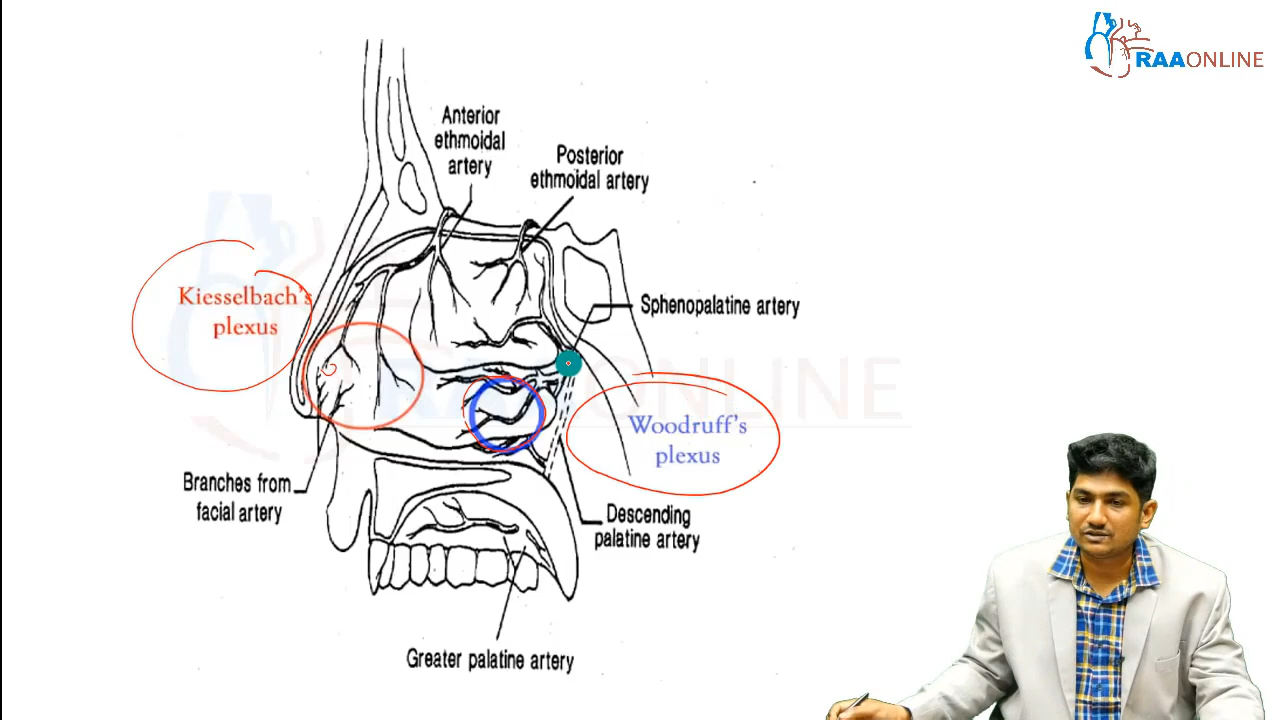 RAAONLINE
Anterior
ethmoidal
artery
Posterior
ethmoidal artery
Kiesselbach's
plexus
Sphenopalatine artery
Woodruff's
plexus
Branches from
facial artery
Descending
palatine artery
Greater palatine artery
RAAONLINE